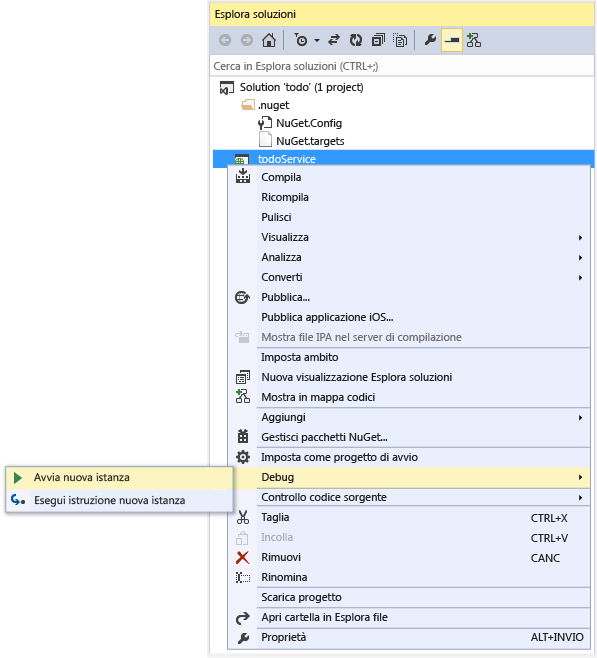 Esplora soluzioni
Cerca in Esplora soluzioni (CTRL+;)
Solution 'todo' (1 project)
.nuget
NuGet.Config
NuGet.targets
todoService
Compila
Ricompila
Pulisci
Visualizza
Analizza
Converti
Pubblica...
Pubblica applicazione iOS...
Mostra file IPA nel server di compilazione
Imposta ambito
Nuova visualizzazione Esplora soluzioni
Mostra in mappa codici
Aggiungi
Gestisci pacchetti NuGet...
Imposta come progetto di avvio
Avvia nuova istanza
Debug
Esegui istruzione nuova istanza
Controllo codice sorgente
Taglia CTRL+X
Incolla CTRL+V
Rimuovi CANC
Rinomina
Scarica progetto
Apri cartella in Esplora file
Proprietà ALT+INVIO